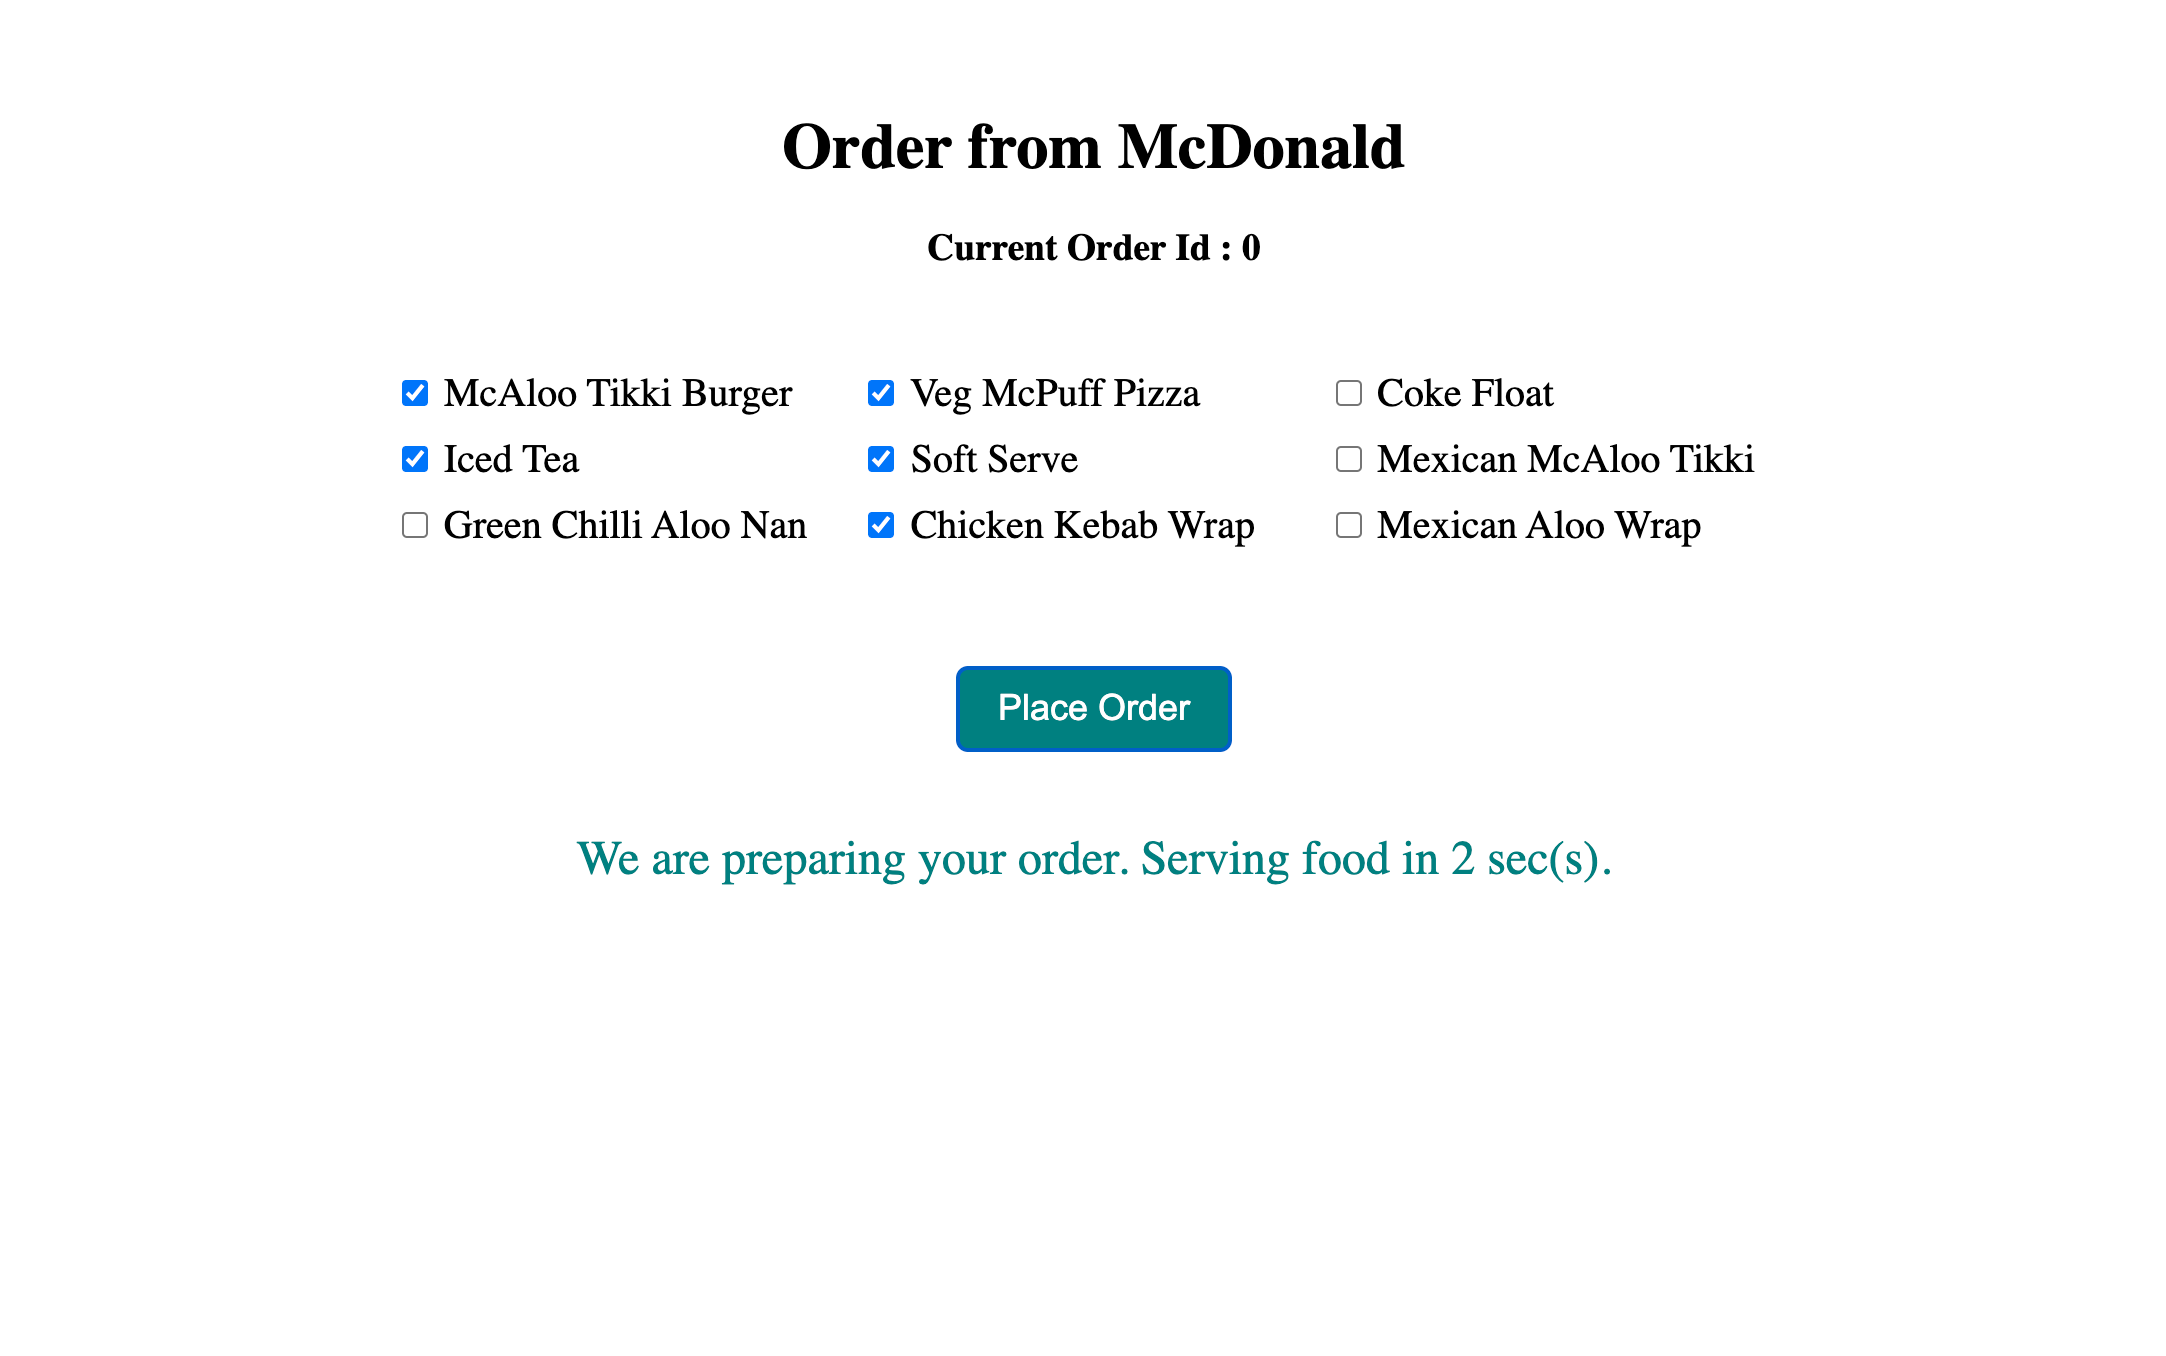 Order from McDonald
Current Order Id : 0
McAloo Tikki Burger Veg McPuff Pizza Coke Float
Iced Tea Soft Serve Mexican McAloo Tikki
Green Chilli Aloo Nan Chicken Kebab Wrap Mexican Aloo Wrap
Place Order
We are preparing your order. Serving food in 2 sec(s).